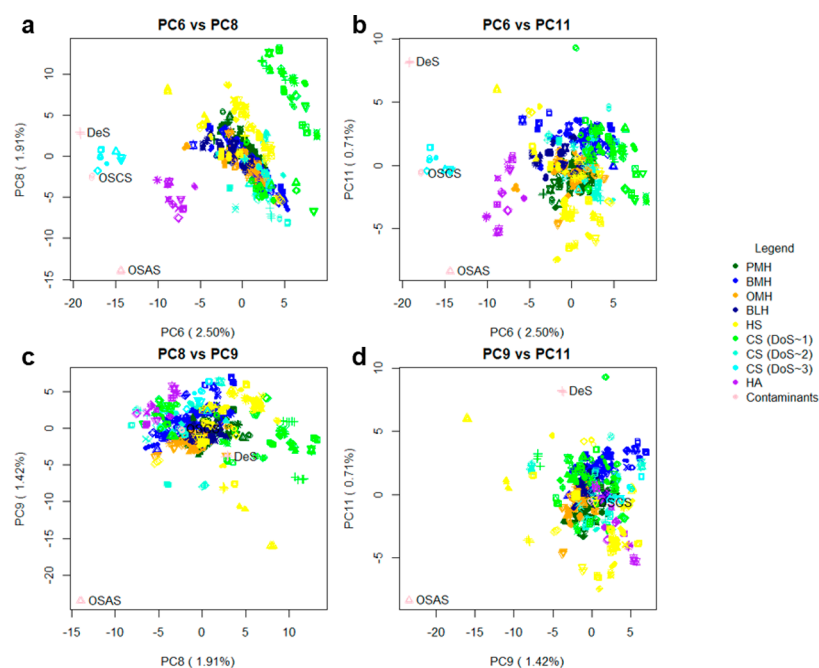 a
PC6 vs PC8
PC8 ( 1.91%)
10
5
0
-5
-10
-15
DeS
OSCS
OSAS
-20 -15 -10 -5 0 5
PC6 ( 2.50%)
b
PC6 vs PC11
PC11 ( 0.71%)
10
5
0
-5
DeS
OSCS
OSAS
-20 -15 -10 -5 0 5
PC6 ( 2.50%)
Legend
PMH
BMH
OMH
BLH
HS
CS (DoS~1)
CS (DoS~2)
CS (DoS~3)
HA
Contaminants
c
PC8 vs PC9
PC9 ( 1.42%)
5
0
-5
-10
-15
-20
DeS
OSAS
-15 -10 -5 0 5 10
PC8 ( 1.91%)
d
PC9 vs PC11
PC11 ( 0.71%)
5
0
-5
DeS
OSCS
OSAS
-20 -15 -10 -5 0 5
PC9 ( 1.42%)